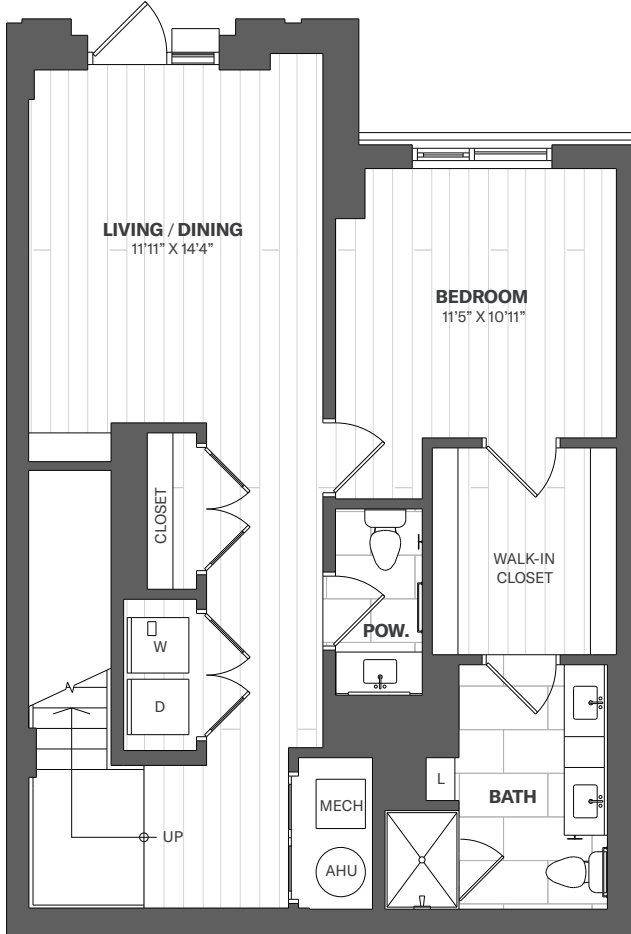 LIVING / DINING
11'11" X 14'4"
BEDROOM
11'5" X 10'11"
CLOSET
WALK-IN
CLOSET
POW.
W
D
L
BATH
MECH
UP
AHU